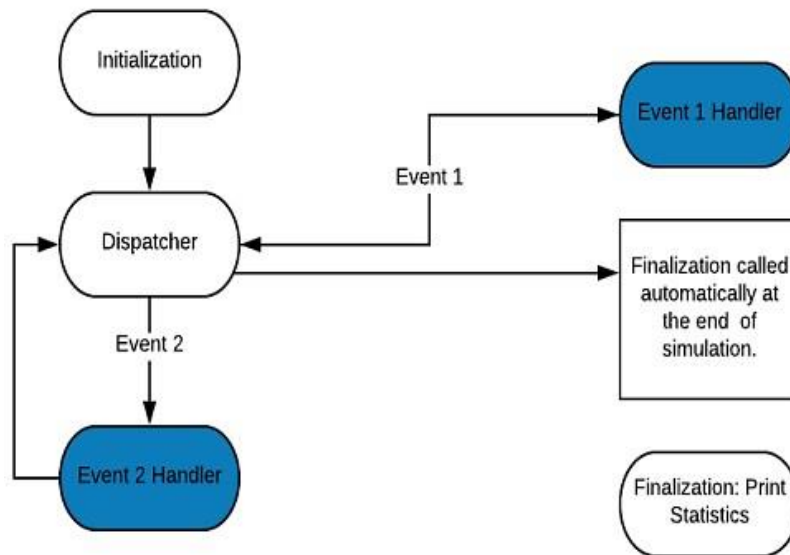 Initialization
Event 1 Handler
Event 1
Dispatcher
Finalization called
automatically at
the end of
simulation.
Event 2
Event 2 Handler
Finalization: Print
Statistics